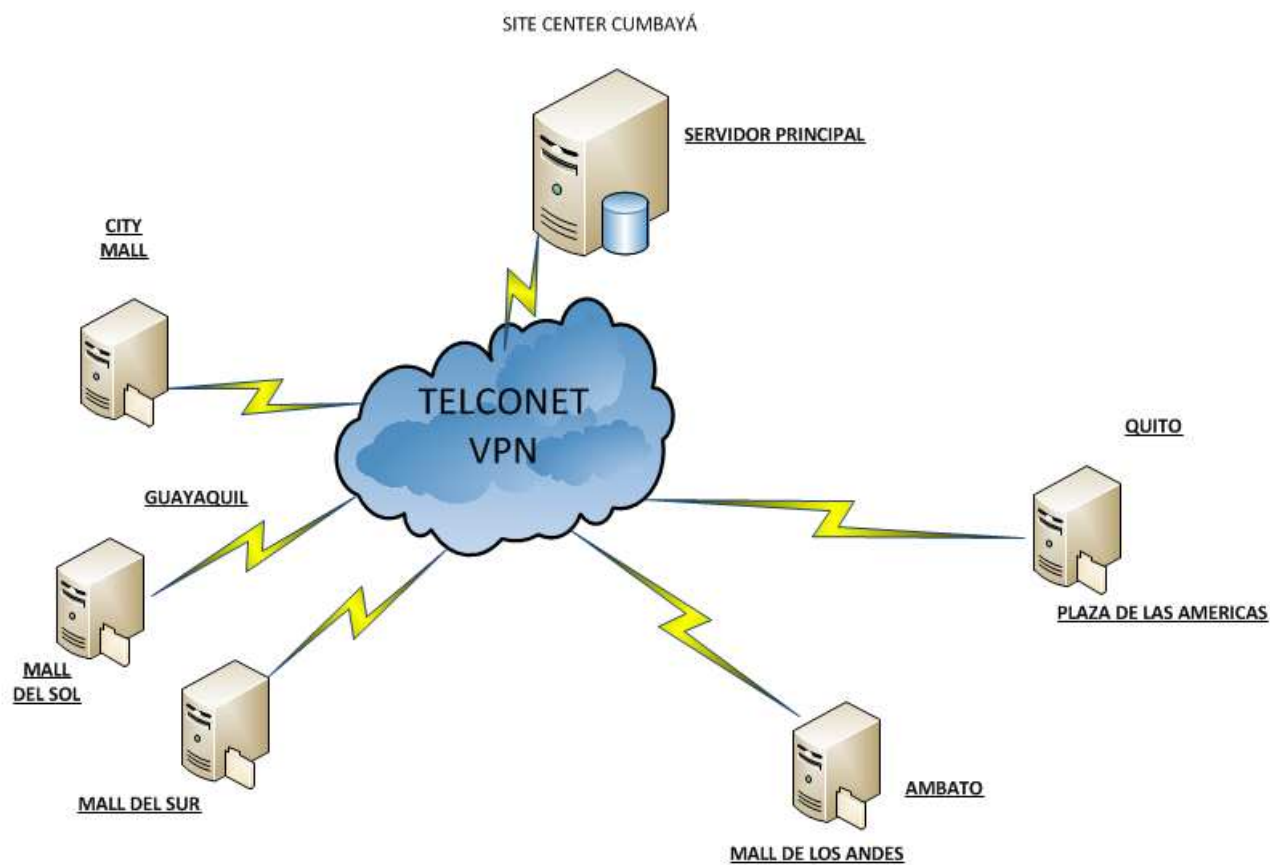 SITE CENTER CUMBAYÁ
SERVIDOR PRINCIPAL
CITY
MALL
TELCONET
VPN
QUITO
GUAYAQUIL
PLAZA DE LAS AMERICAS
MALL
DEL SOL
MALL DEL SUR
AMBATO
MALL DE LOS ANDES